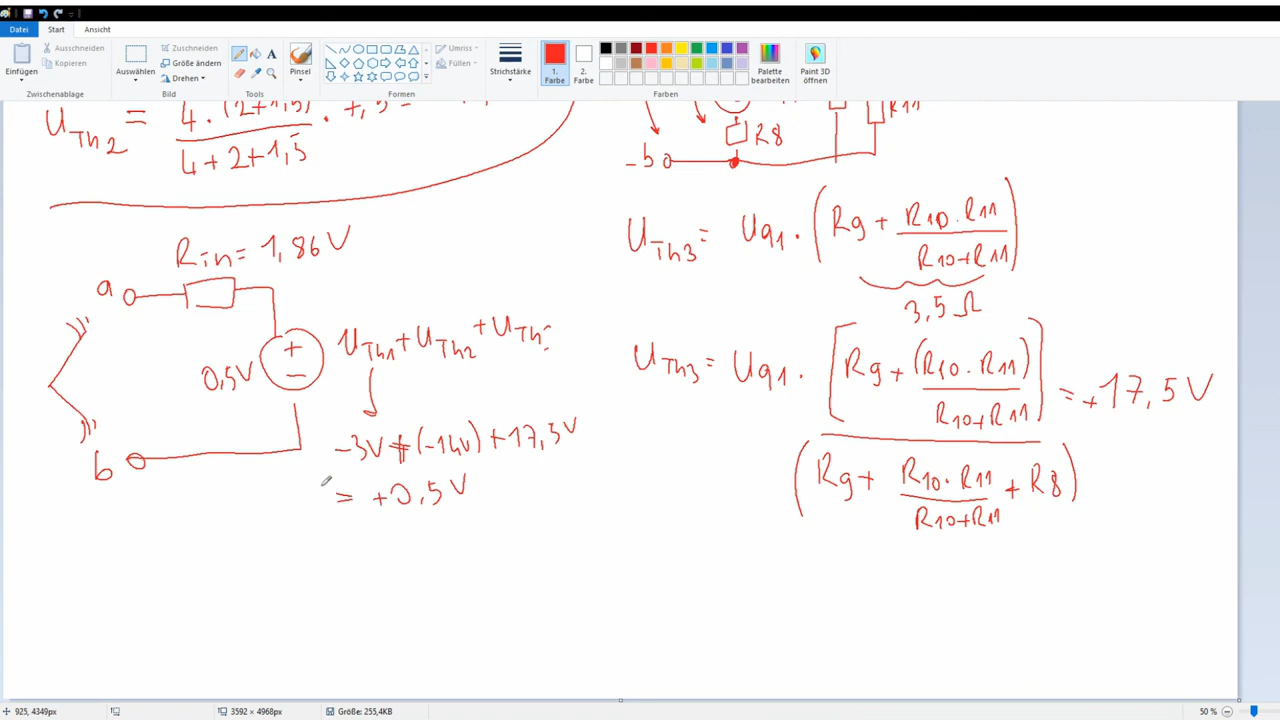 Datei Start Ansicht
Einfügen
Ausschneiden
Kopieren
Zwischenablage
Auswählen
Zuschneiden
Größe ändern
Drehen
Bild
Tools
Pinsel
Umriss
Füllen
Formen
Strichstärke
1. Farbe
2. Farbe
Palette bearbeiten
Paint 3D öffnen
Farben
U_Th2 = 4·(2+1,5) / 4+2+1,5 ·
R11
R8
-b
Rin = 1,86 V
a
0,5V
+
-
U_Th1 + U_Th2 + U_Th
-3V + (-14V) + 17,5V
= +0,5 V
b
U_Th3 = Uq1 · (R9 + R10·R11 / R10+R11)
3,5 Ω
U_Th3 = Uq1 · [R9 + (R10·R11) / R10+R11] = +17,5 V
(R9 + R10·R11 / R10+R11 + R8)
925, 4349px
3592 × 4968px
Größe: 255,4KB
50 %